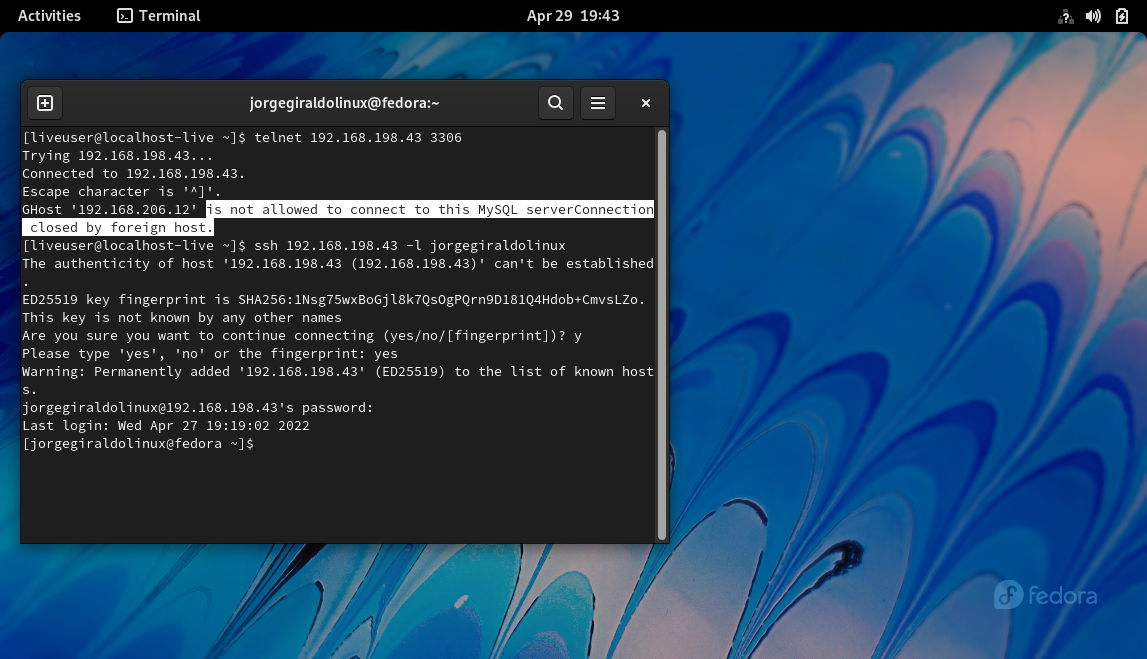 Activities
Terminal
Apr 29 19:43
jorgegiraldolinux@fedora:~
[liveuser@localhost-live ~]$ telnet 192.168.198.43 3306
Trying 192.168.198.43...
Connected to 192.168.198.43.
Escape character is '^]'.
GHost '192.168.206.12' is not allowed to connect to this MySQL serverConnection
 closed by foreign host.
[liveuser@localhost-live ~]$ ssh 192.168.198.43 -l jorgegiraldolinux
The authenticity of host '192.168.198.43 (192.168.198.43)' can't be established
.
ED25519 key fingerprint is SHA256:1Nsg75wxBoGjl8k7QsOgPQrn9D181Q4Hdob+CmvsLZo.
This key is not known by any other names
Are you sure you want to continue connecting (yes/no/[fingerprint])? y
Please type 'yes', 'no' or the fingerprint: yes
Warning: Permanently added '192.168.198.43' (ED25519) to the list of known host
s.
jorgegiraldolinux@192.168.198.43's password:
Last login: Wed Apr 27 19:19:02 2022
[jorgegiraldolinux@fedora ~]$
fedora